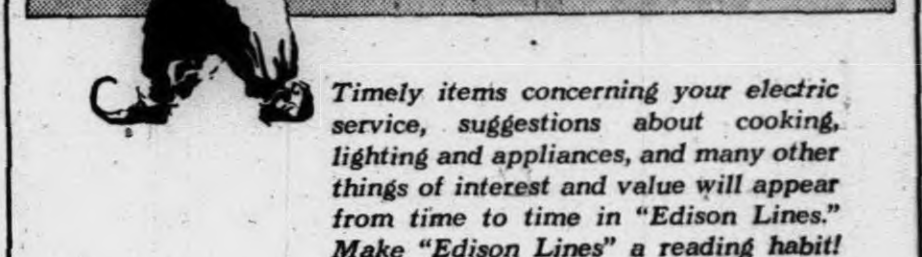 Timely items concerning your electric
service, suggestions about cooking,
lighting and appliances, and many other
things of interest and value will appear
from time to time in “Edison Lines.”
Make “Edison Lines” a reading habit!